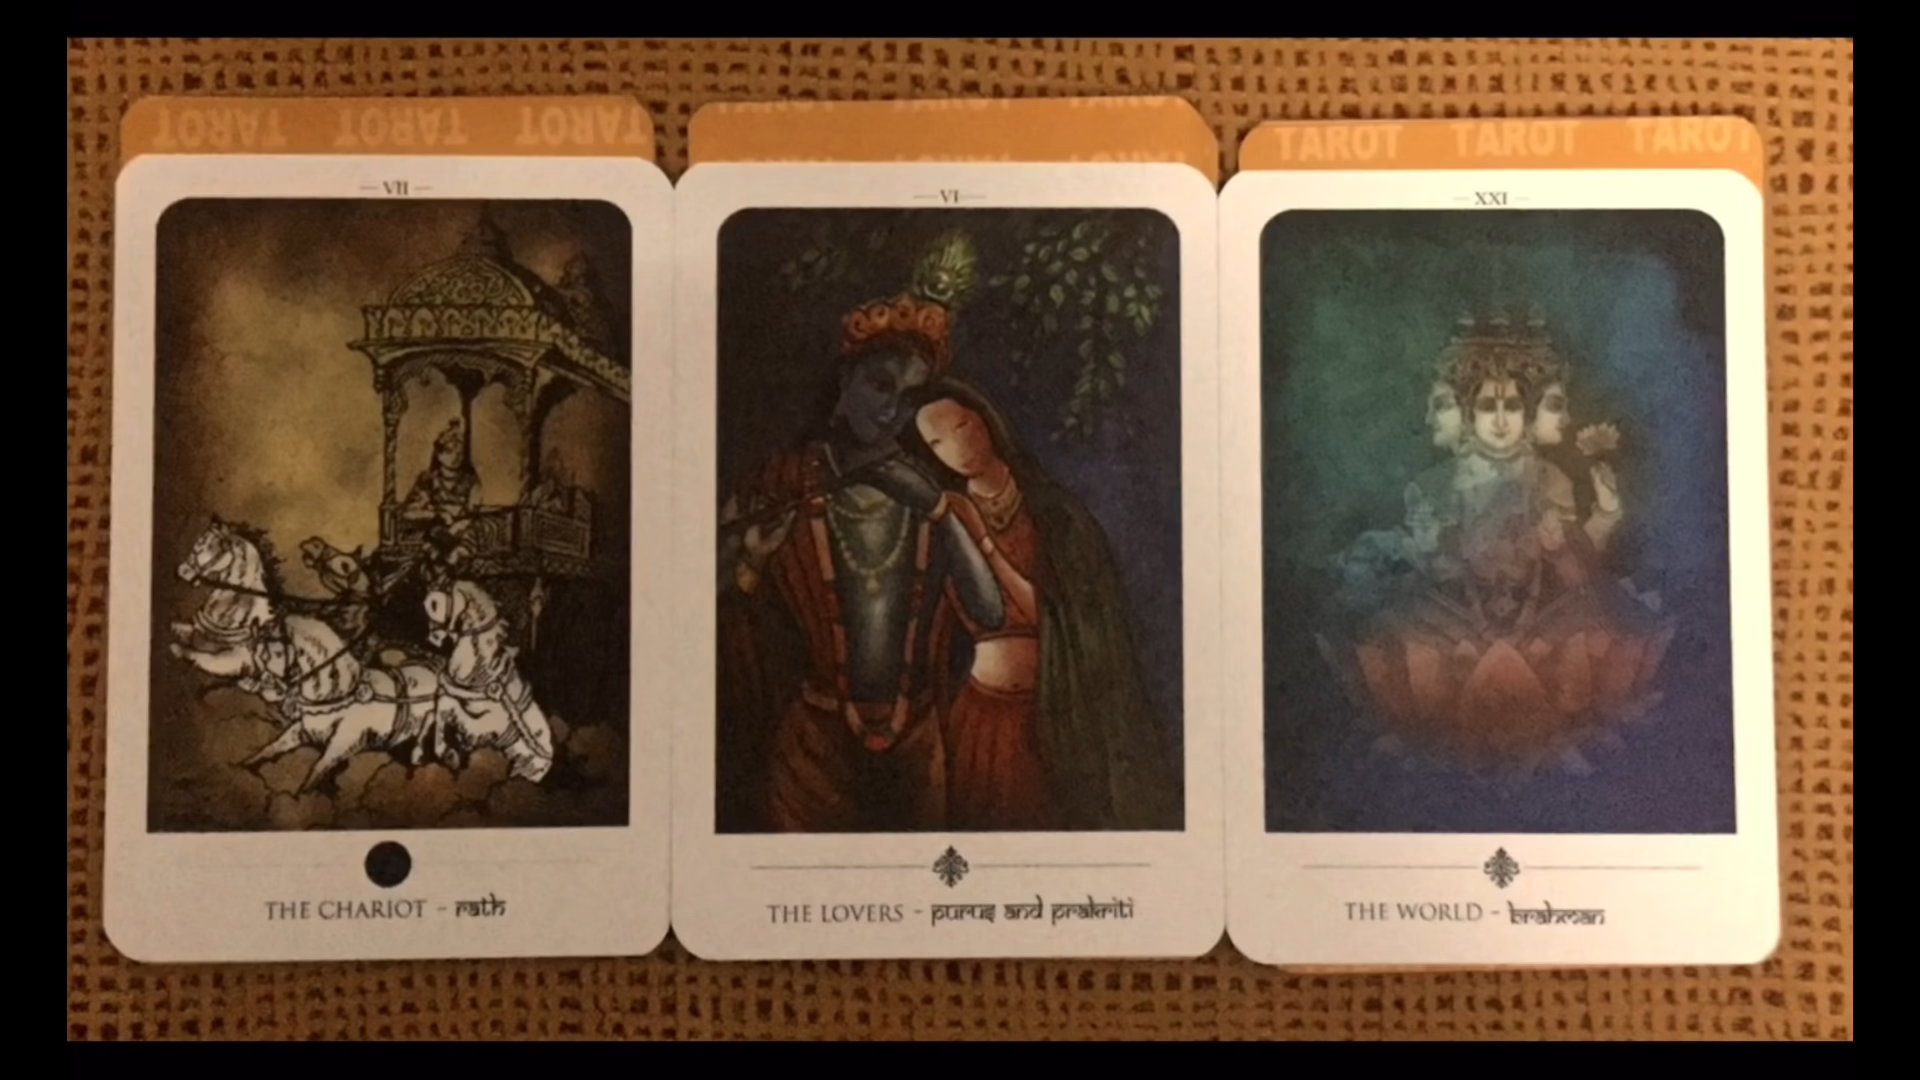 TAROT TAROT TAROT
TAROT TAROT TAROT
— VII —
— VI —
— XXI —
THE CHARIOT - rath
THE LOVERS - purus and prakriti
THE WORLD - brahman